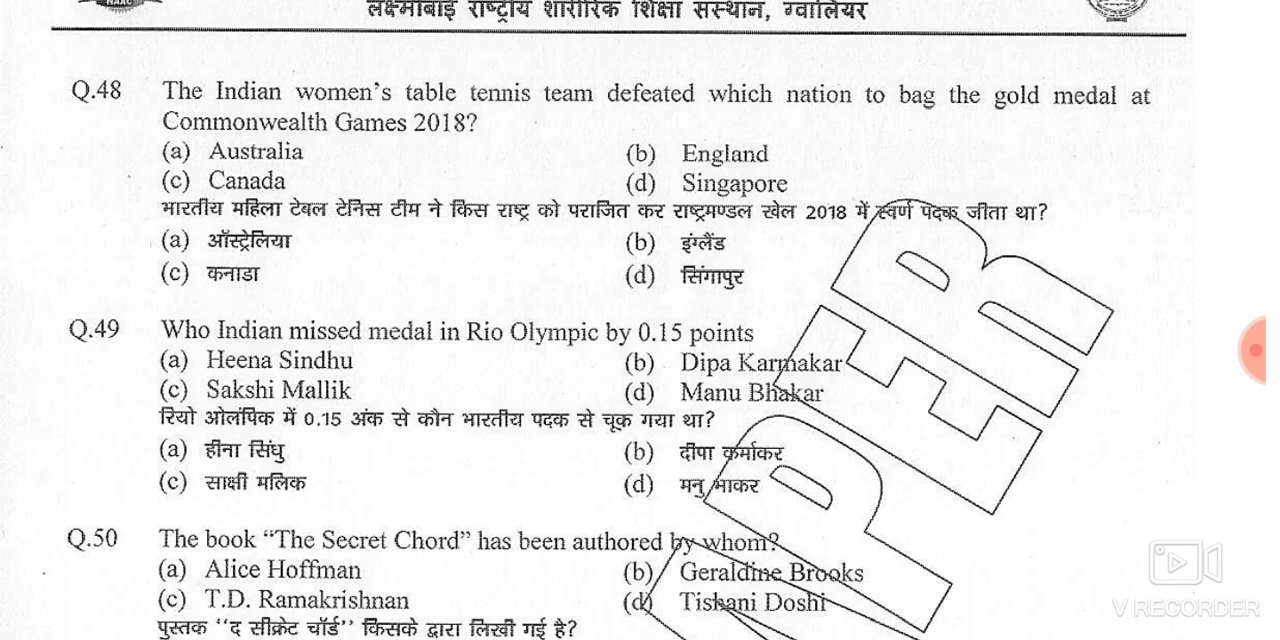 NAAC
लक्ष्मीबाई राष्ट्रीय शारीरिक शिक्षा संस्थान, ग्वालियर
Q.48 The Indian women's table tennis team defeated which nation to bag the gold medal at
Commonwealth Games 2018?
(a) Australia (b) England
(c) Canada (d) Singapore
भारतीय महिला टेबल टेनिस टीम ने किस राष्ट्र को पराजित कर राष्ट्रमण्डल खेल 2018 में स्वर्ण पदक जीता था?
(a) ऑस्ट्रेलिया (b) इंग्लैंड
(c) कनाडा (d) सिंगापुर
Q.49 Who Indian missed medal in Rio Olympic by 0.15 points
(a) Heena Sindhu (b) Dipa Karmakar
(c) Sakshi Mallik (d) Manu Bhakar
रियो ओलंपिक में 0.15 अंक से कौन भारतीय पदक से चूक गया था?
(a) हीना सिंधु (b) दीपा कर्माकर
(c) साक्षी मलिक (d) मनु भाकर
Q.50 The book “The Secret Chord” has been authored by whom?
(a) Alice Hoffman (b) Geraldine Brooks
(c) T.D. Ramakrishnan (d) Tishani Doshi
पुस्तक “द सीक्रेट चॉर्ड” किसके द्वारा लिखी गई है?
V RECORDER